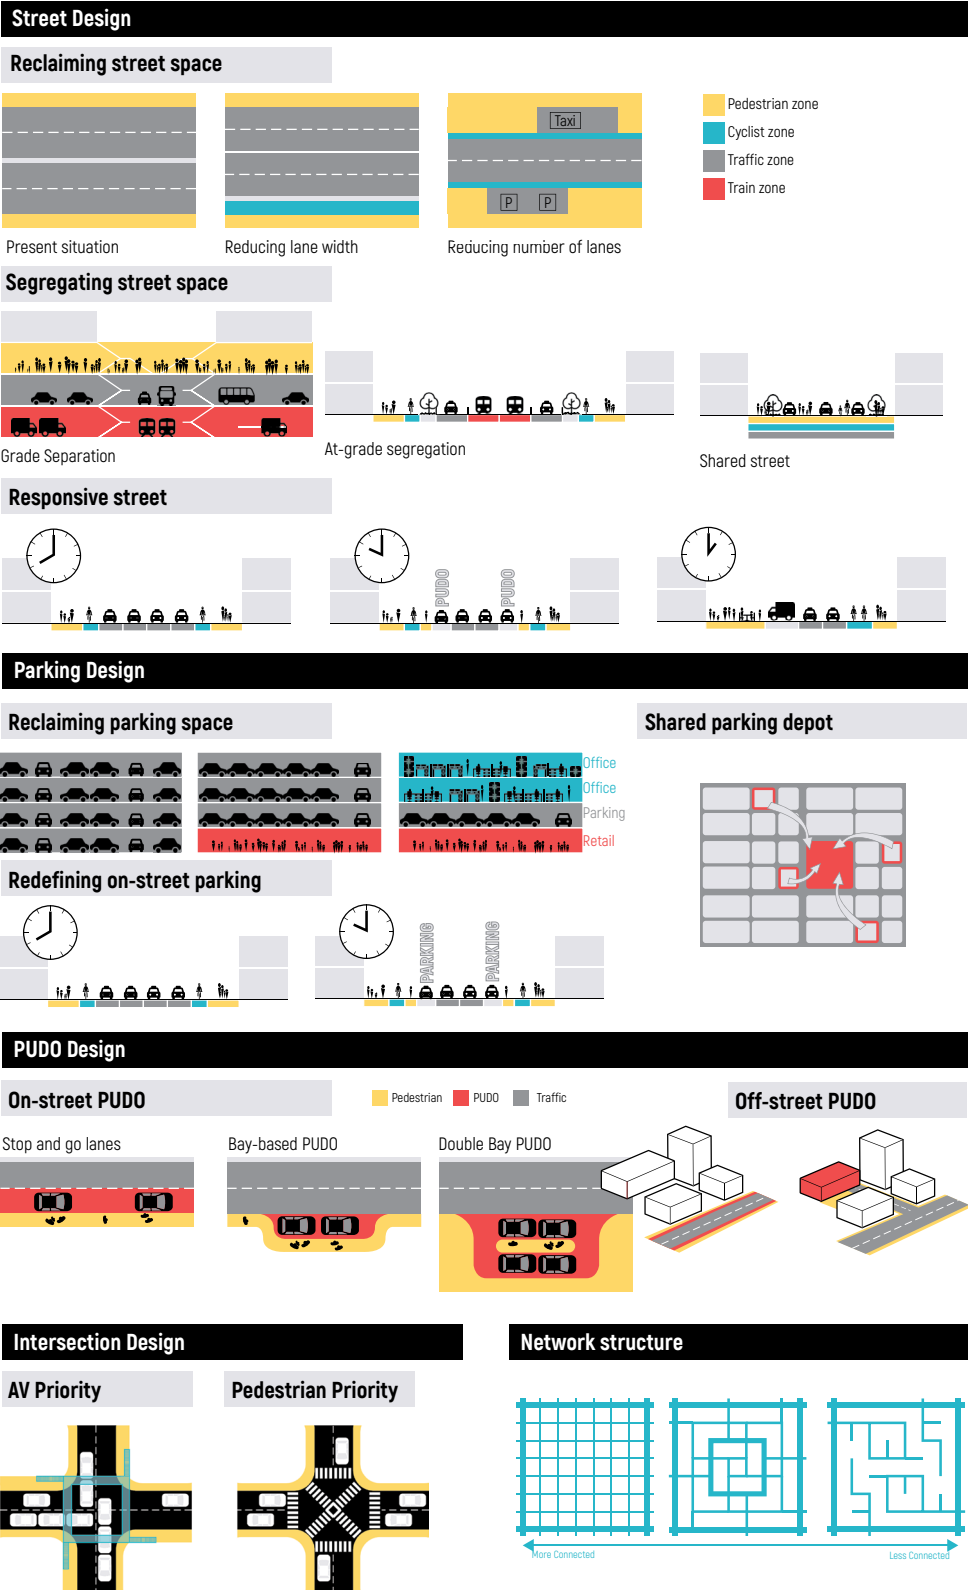 Street Design
Reclaiming street space
Pedestrian zone
Cyclist zone
Traffic zone
Train zone
Taxi
P P
Present situation
Reducing lane width
Reducing number of lanes
Segregating street space
Grade Separation
At-grade segregation
Shared street
Responsive street
PUDO
PUDO
Parking Design
Reclaiming parking space
Shared parking depot
Office
Office
Parking
Retail
Redefining on-street parking
PARKING
PARKING
PUDO Design
On-street PUDO
Pedestrian PUDO Traffic
Off-street PUDO
Stop and go lanes
Bay-based PUDO
Double Bay PUDO
Intersection Design
Network structure
AV Priority
Pedestrian Priority
More Connected
Less Connected